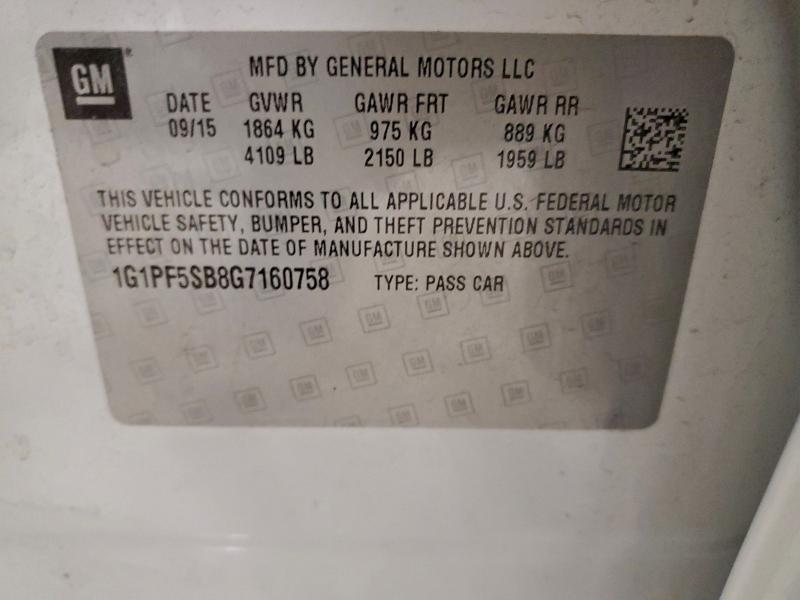 GM
MFD BY GENERAL MOTORS LLC
DATE GVWR GAWR FRT GAWR RR
09/15 1864 KG 975 KG 889 KG
4109 LB 2150 LB 1959 LB
THIS VEHICLE CONFORMS TO ALL APPLICABLE U.S. FEDERAL MOTOR
VEHICLE SAFETY, BUMPER, AND THEFT PREVENTION STANDARDS IN
EFFECT ON THE DATE OF MANUFACTURE SHOWN ABOVE.
1G1PF5SB8G7160758 TYPE: PASS CAR